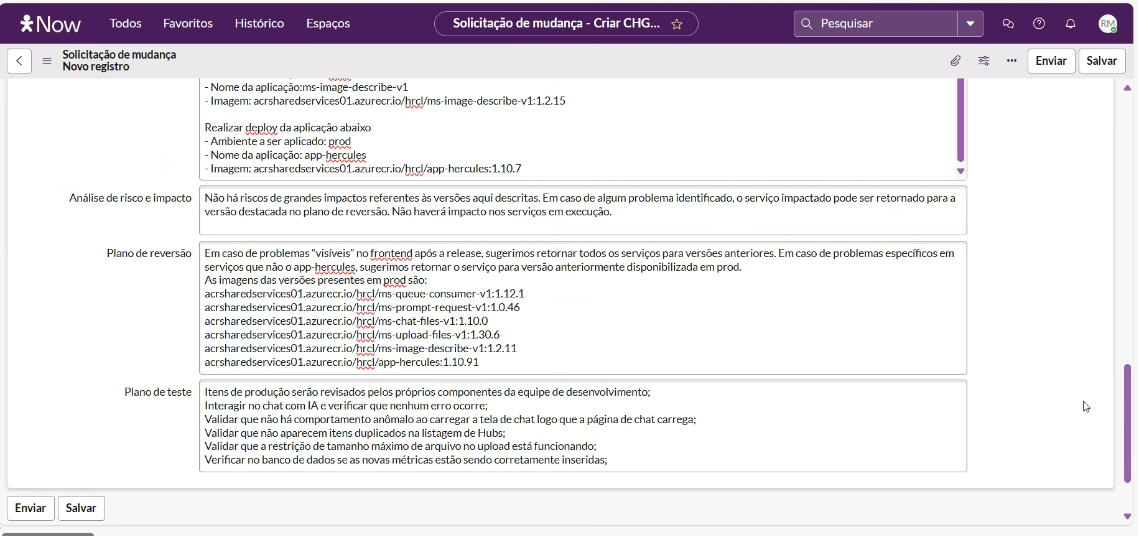 Now
Todos
Favoritos
Histórico
Espaços
Solicitação de mudança - Criar CHG...
Pesquisar
RM
Solicitação de mudança
Novo registro
Enviar
Salvar
- Nome da aplicação:ms-image-describe-v1
- Imagem: acrsharedservices01.azurecr.io/hrcl/ms-image-describe-v1:1.2.15
Realizar deploy da aplicação abaixo
- Ambiente a ser aplicado: prod
- Nome da aplicação: app-hercules
- Imagem: acrsharedservices01.azurecr.io/hrcl/app-hercules:1.10.7
Análise de risco e impacto
Não há riscos de grandes impactos referentes às versões aqui descritas. Em caso de algum problema identificado, o serviço impactado pode ser retornado para a
versão destacada no plano de reversão. Não haverá impacto nos serviços em execução.
Plano de reversão
Em caso de problemas "visíveis" no frontend após a release, sugerimos retornar todos os serviços para versões anteriores. Em caso de problemas específicos em
serviços que não o app-hercules, sugerimos retornar o serviço para versão anteriormente disponibilizada em prod.
As imagens das versões presentes em prod são:
acrsharedservices01.azurecr.io/hrcl/ms-queue-consumer-v1:1.12.1
acrsharedservices01.azurecr.io/hrcl/ms-prompt-request-v1:1.0.46
acrsharedservices01.azurecr.io/hrcl/ms-chat-files-v1:1.10.0
acrsharedservices01.azurecr.io/hrcl/ms-upload-files-v1:1.30.6
acrsharedservices01.azurecr.io/hrcl/ms-image-describe-v1:1.2.11
acrsharedservices01.azurecr.io/hrcl/app-hercules:1.10.91
Plano de teste
Itens de produção serão revisados pelos próprios componentes da equipe de desenvolvimento;
Interagir no chat com IA e verificar que nenhum erro ocorre;
Validar que não há comportamento anômalo ao carregar a tela de chat logo que a página de chat carrega;
Validar que não aparecem itens duplicados na listagem de Hubs;
Validar que a restrição de tamanho máximo de arquivo no upload está funcionando;
Verificar no banco de dados se as novas métricas estão sendo corretamente inseridas;
Enviar
Salvar